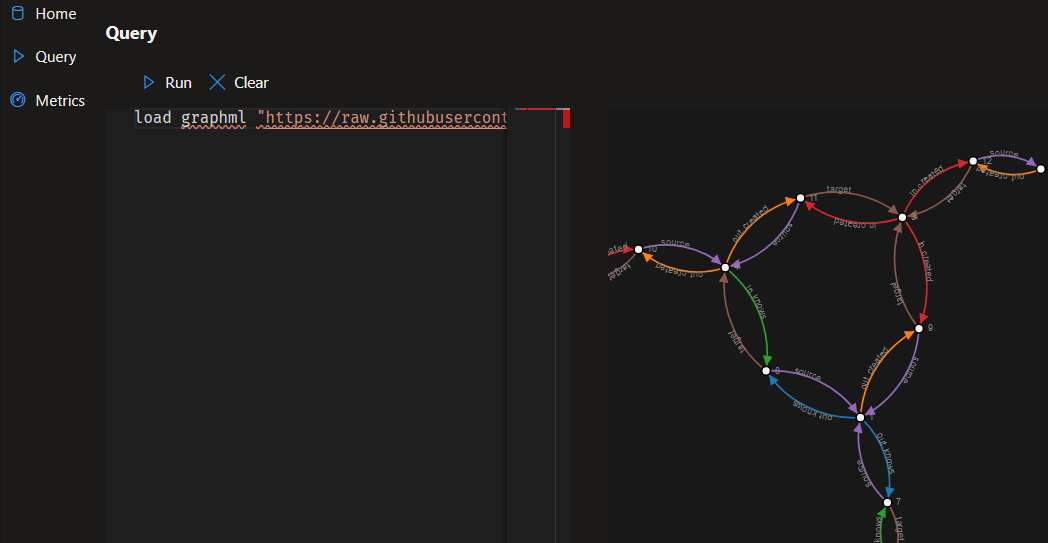 Home
Query
Query
Run
Clear
Metrics
load graphml "https://raw.githubusercont
source
12
out created
in created
target
target
11
out created
source
in created
source
10
out created
target
in created
target
in knows
target
9
8
source
out knows
out created
source
1
out knows
source
7
knows
target